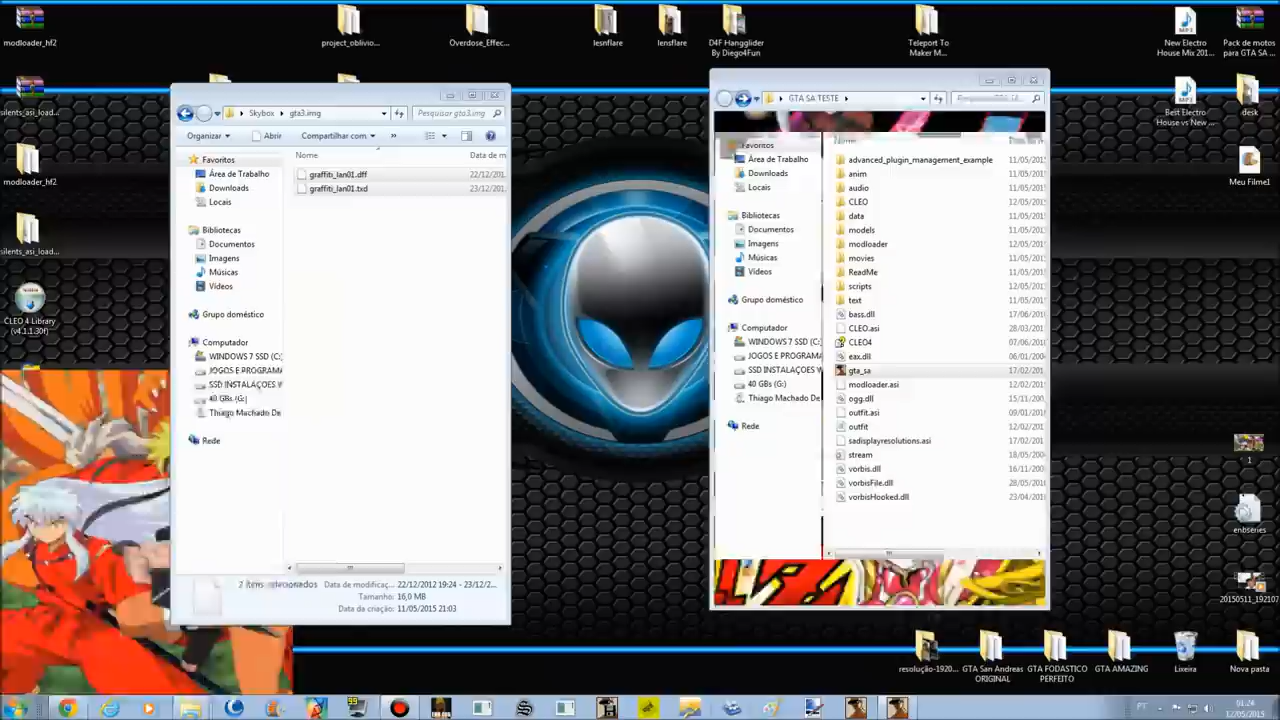 modloader_hf2
project_oblivio...
Overdose_Effec...
lesnflare
lensflare
D4F Hangglider
By Diego4Fun
Teleport To
Maker M...
New Electro
House Mix 201...
Pack de motos
para GTA SA ...
silents_asi_load...
modloader_hf2
silents_asi_load...
CLEO 4 Library
(v4.1.1.30f)
Best Electro
House vs New ...
desk
Meu Filme1
1
enbseries
20150511_192107
Skybox
gta3.img
Pesquisar gta3.img
Organizar
Abrir
Compartilhar com
»
Favoritos
Área de Trabalho
Downloads
Locais
Bibliotecas
Documentos
Imagens
Músicas
Vídeos
Grupo doméstico
Computador
WINDOWS 7 SSD (C:)
JOGOS E PROGRAMA
SSD INSTALAÇOES W
40 GBs (G:)
Thiago Machado De
Rede
Nome
Data de m
graffiti_lan01.dff
22/12/201
graffiti_lan01.txd
23/12/201
2 itens selecionados
Data de modificaç...
22/12/2012 19:24 - 23/12/2...
Tamanho:
16,0 MB
Data da criação:
11/05/2015 21:03
GTA SA TESTE
Favoritos
Área de Trabalho
Downloads
Locais
Bibliotecas
Documentos
Imagens
Músicas
Vídeos
Grupo doméstico
Computador
WINDOWS 7 SSD (C:
JOGOS E PROGRAMA
SSD INSTALAÇOES W
40 GBs (G:)
Thiago Machado De
Rede
advanced_plugin_management_example
11/05/201
anim
11/05/201
audio
11/05/201
CLEO
12/05/201
data
11/05/201
models
11/05/201
modloader
12/05/201
movies
11/05/201
ReadMe
11/05/201
scripts
12/05/201
text
11/05/201
bass.dll
17/06/201
CLEO.asi
28/03/201
CLEO4
07/06/201
eax.dll
06/01/200
gta_sa
17/02/201
modloader.asi
12/02/201
ogg.dll
15/11/200
outfit.asi
09/01/201
outfit
12/02/201
sadisplayresolutions.asi
17/02/201
stream
18/05/200
vorbis.dll
16/11/200
vorbisFile.dll
28/05/201
vorbisHooked.dll
23/04/201
resolução-1920...
GTA San Andreas
ORIGINAL
GTA FODASTICO
PERFEITO
GTA AMAZING
Lixeira
Nova pasta
PT
01:24
12/05/2015